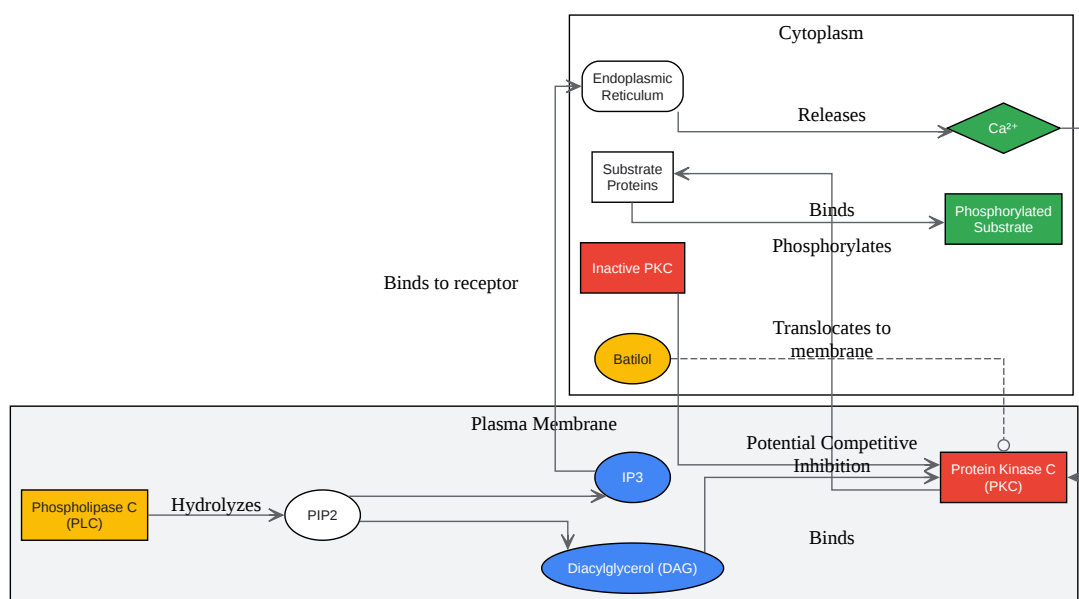 Cytoplasm
Endoplasmic
Reticulum
Releases
Ca²⁺
Substrate
Proteins
Binds
Phosphorylated
Substrate
Phosphorylates
Inactive PKC
Binds to receptor
Translocates to
membrane
Batilol
Plasma Membrane
Potential Competitive
Inhibition
IP3
Protein Kinase C
(PKC)
Phospholipase C
(PLC)
Hydrolyzes
PIP2
Binds
Diacylglycerol (DAG)